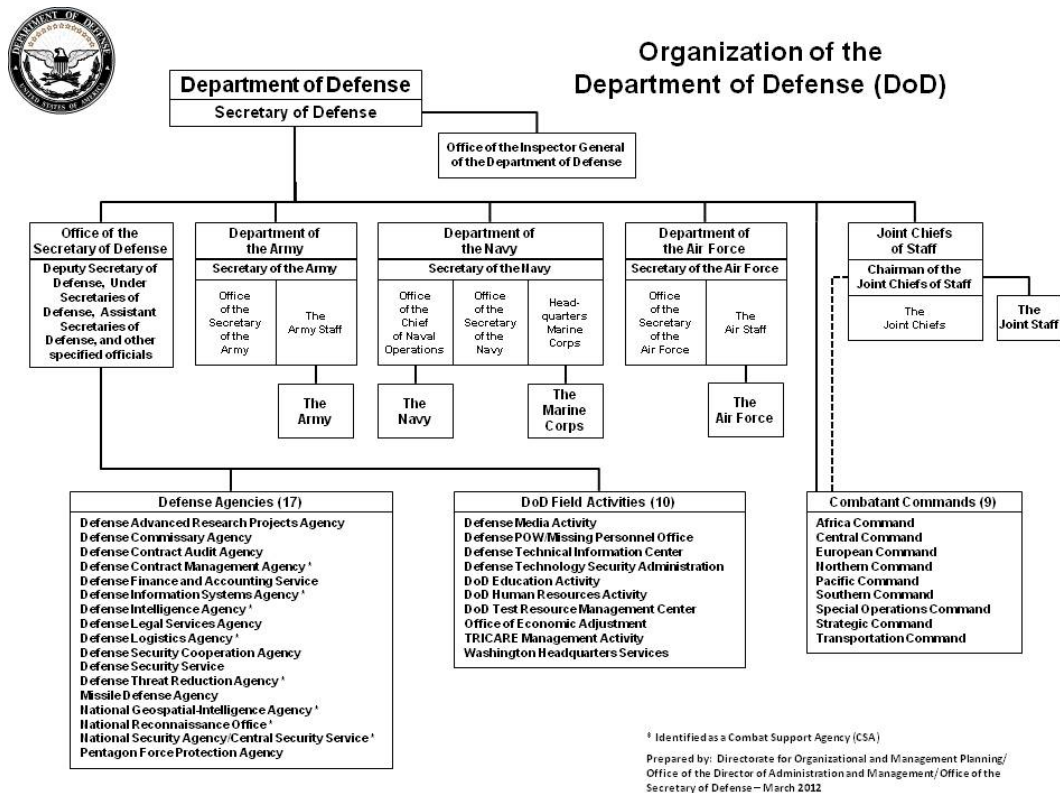 DEPARTMENT OF DEFENSE
UNITED STATES OF AMERICA
Organization of the
Department of Defense (DoD)
Department of Defense
Secretary of Defense
Office of the Inspector General
of the Department of Defense
Office of the
Secretary of Defense
Deputy Secretary of
Defense, Under
Secretaries of
Defense, Assistant
Secretaries of
Defense, and other
specified officials
Department of
the Army
Secretary of the Army
Office
of the
Secretary
of the
Army
The
Army Staff
The
Army
Department of
the Navy
Secretary of the Navy
Office
of the
Chief
of Naval
Operations
Office
of the
Secretary
of the
Navy
Head-
quarters
Marine
Corps
The
Navy
The
Marine
Corps
Department of
the Air Force
Secretary of the Air Force
Office
of the
Secretary
of the
Air Force
The
Air Staff
The
Air Force
Joint Chiefs
of Staff
Chairman of the
Joint Chiefs of Staff
The
Joint Chiefs
The
Joint Staff
Defense Agencies (17)
Defense Advanced Research Projects Agency
Defense Commissary Agency
Defense Contract Audit Agency
Defense Contract Management Agency *
Defense Finance and Accounting Service
Defense Information Systems Agency *
Defense Intelligence Agency *
Defense Legal Services Agency
Defense Logistics Agency *
Defense Security Cooperation Agency
Defense Security Service
Defense Threat Reduction Agency *
Missile Defense Agency
National Geospatial-Intelligence Agency *
National Reconnaissance Office *
National Security Agency/Central Security Service *
Pentagon Force Protection Agency
DoD Field Activities (10)
Defense Media Activity
Defense POW/Missing Personnel Office
Defense Technical Information Center
Defense Technology Security Administration
DoD Education Activity
DoD Human Resources Activity
DoD Test Resource Management Center
Office of Economic Adjustment
TRICARE Management Activity
Washington Headquarters Services
Combatant Commands (9)
Africa Command
Central Command
European Command
Northern Command
Pacific Command
Southern Command
Special Operations Command
Strategic Command
Transportation Command
* Identified as a Combat Support Agency (CSA)
Prepared by: Directorate for Organizational and Management Planning/
Office of the Director of Administration and Management/Office of the
Secretary of Defense – March 2012